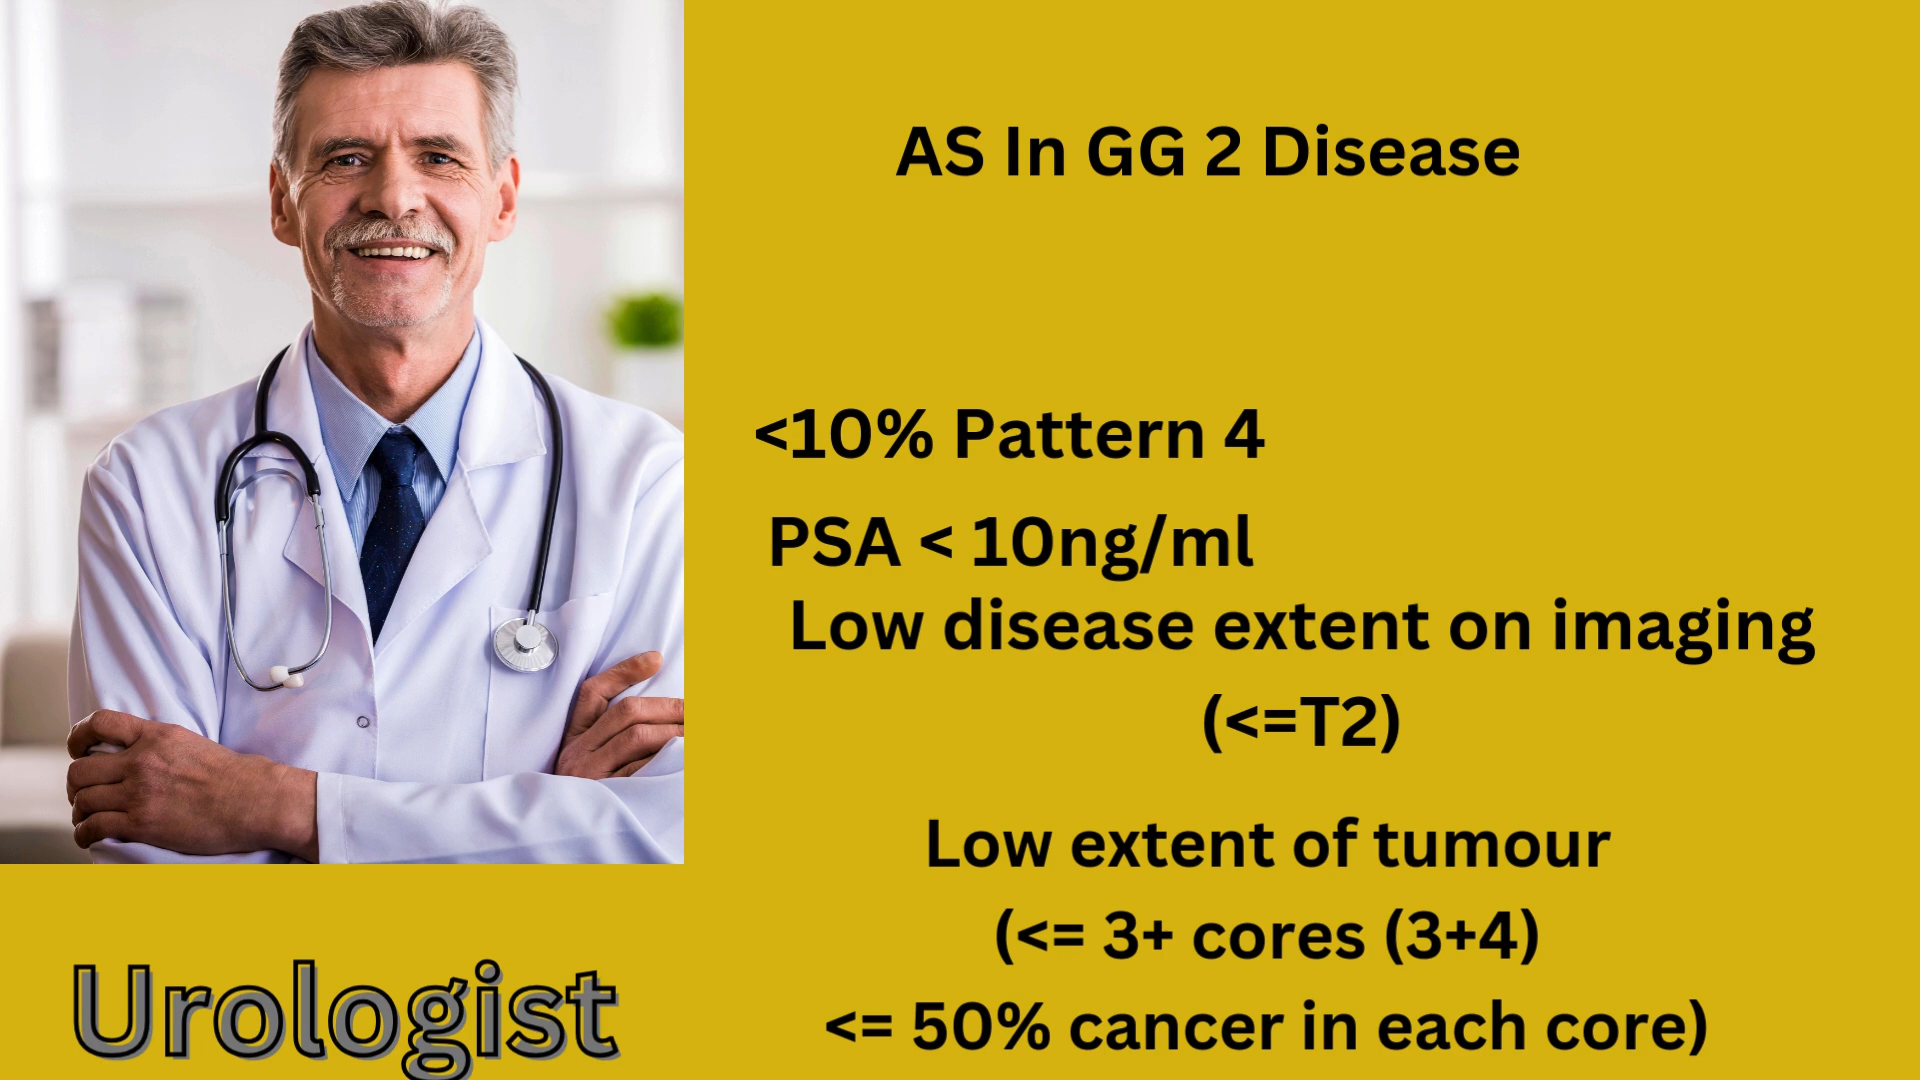 AS In GG 2 Disease
<10% Pattern 4
PSA < 10ng/ml
Low disease extent on imaging
(<=T2)
Low extent of tumour
(<= 3+ cores (3+4)
<= 50% cancer in each core)
Urologist